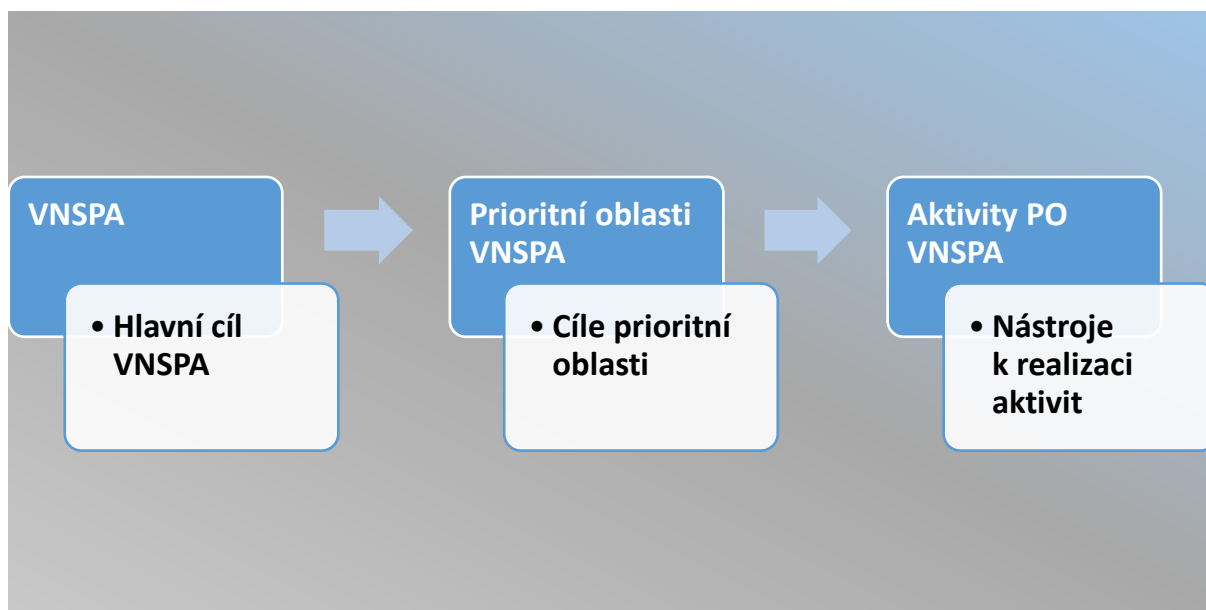 VNSPA
• Hlavní cíl
VNSPA
Prioritní oblasti
VNSPA
• Cíle prioritní
oblasti
Aktivity PO
VNSPA
• Nástroje
k realizaci
aktivit